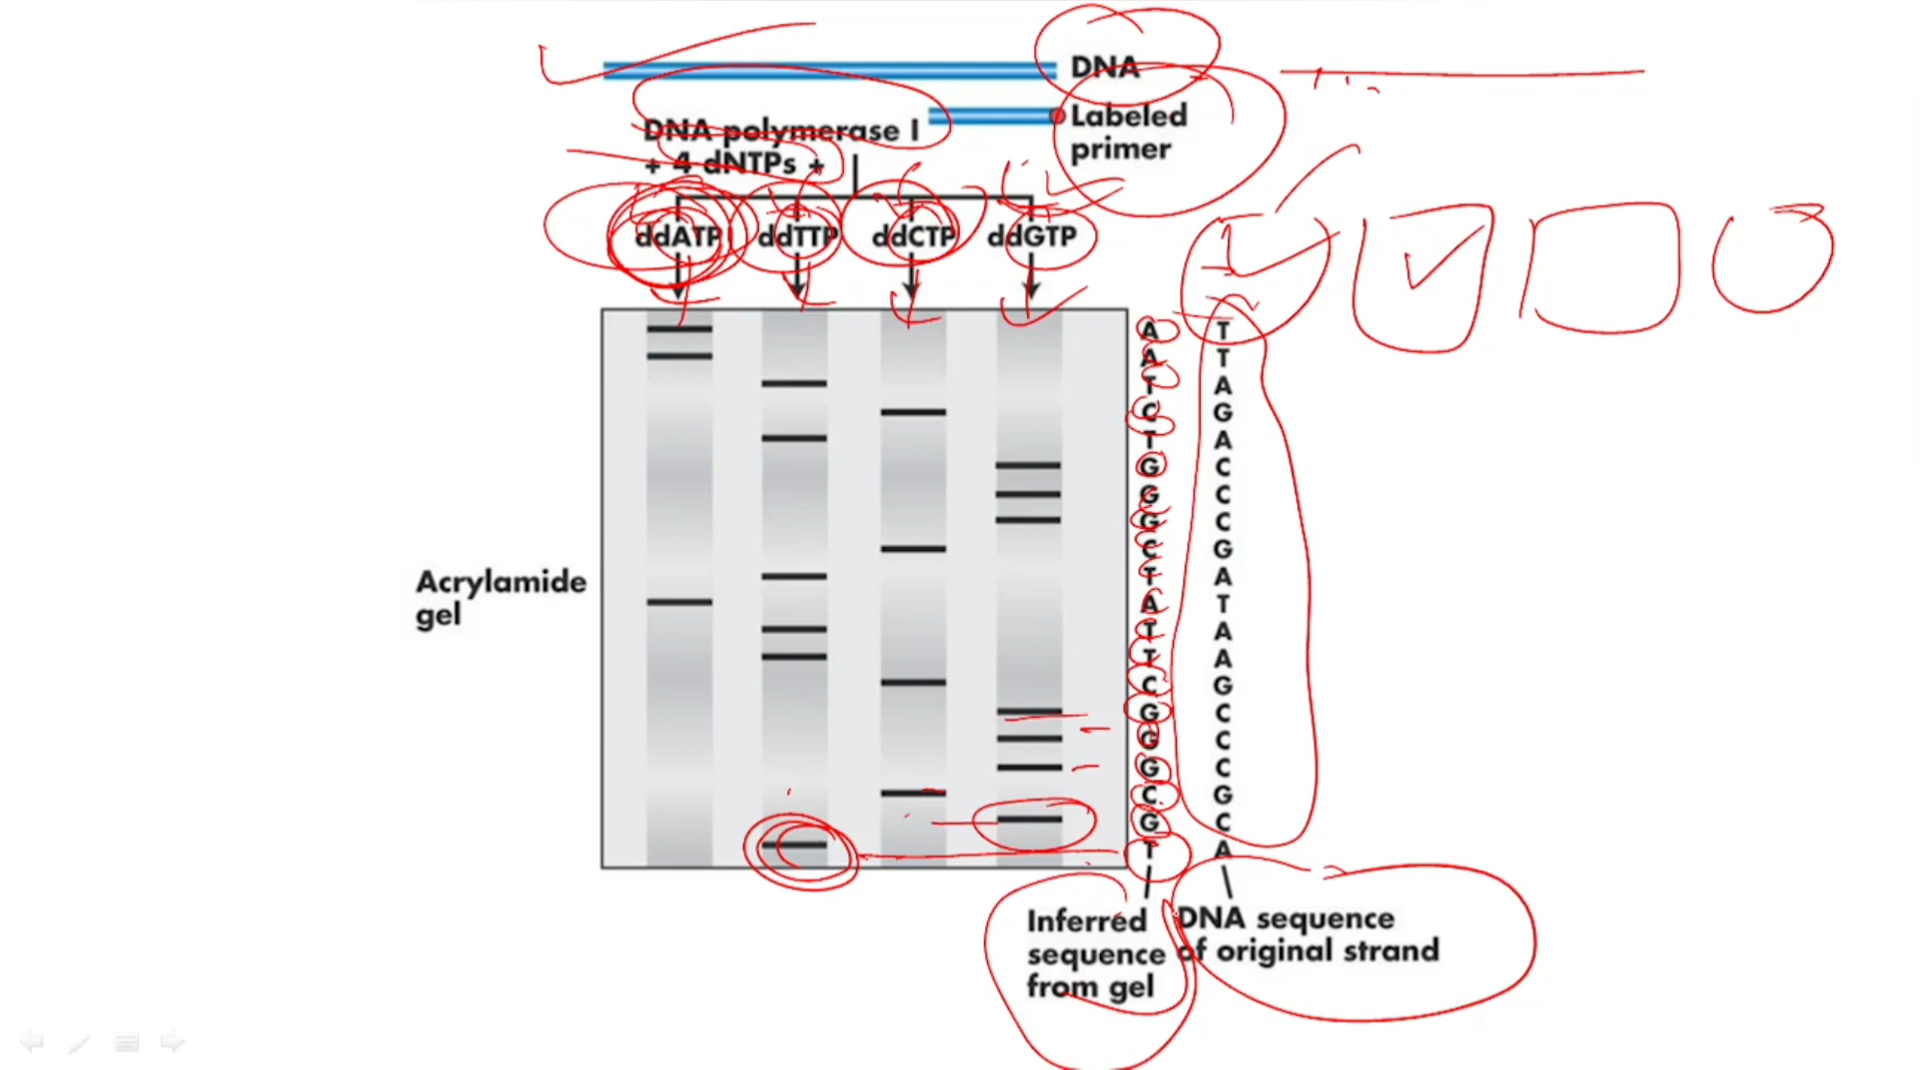 DNA
Labeled
primer
DNA polymerase I
+ 4 dNTPs +
ddATP ddTTP ddCTP ddGTP
A T
A T
T A
C G
T A
G C
G C
G C
C G
T A
A T
T A
T A
C G
G C
G C
G C
C G
G C
T A
Acrylamide
gel
Inferred
sequence
from gel
DNA sequence
of original strand